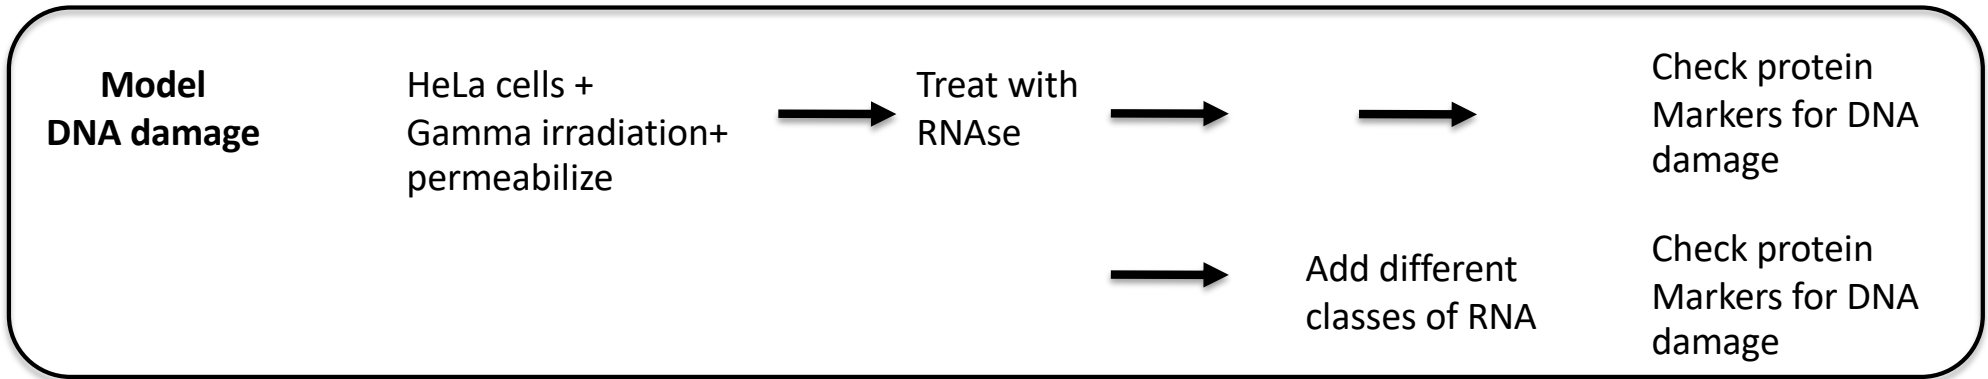 Model
DNA damage
HeLa cells +
Gamma irradiation+
permeabilize
Treat with
RNAse
Check protein
Markers for DNA
damage
Add different
classes of RNA
Check protein
Markers for DNA
damage